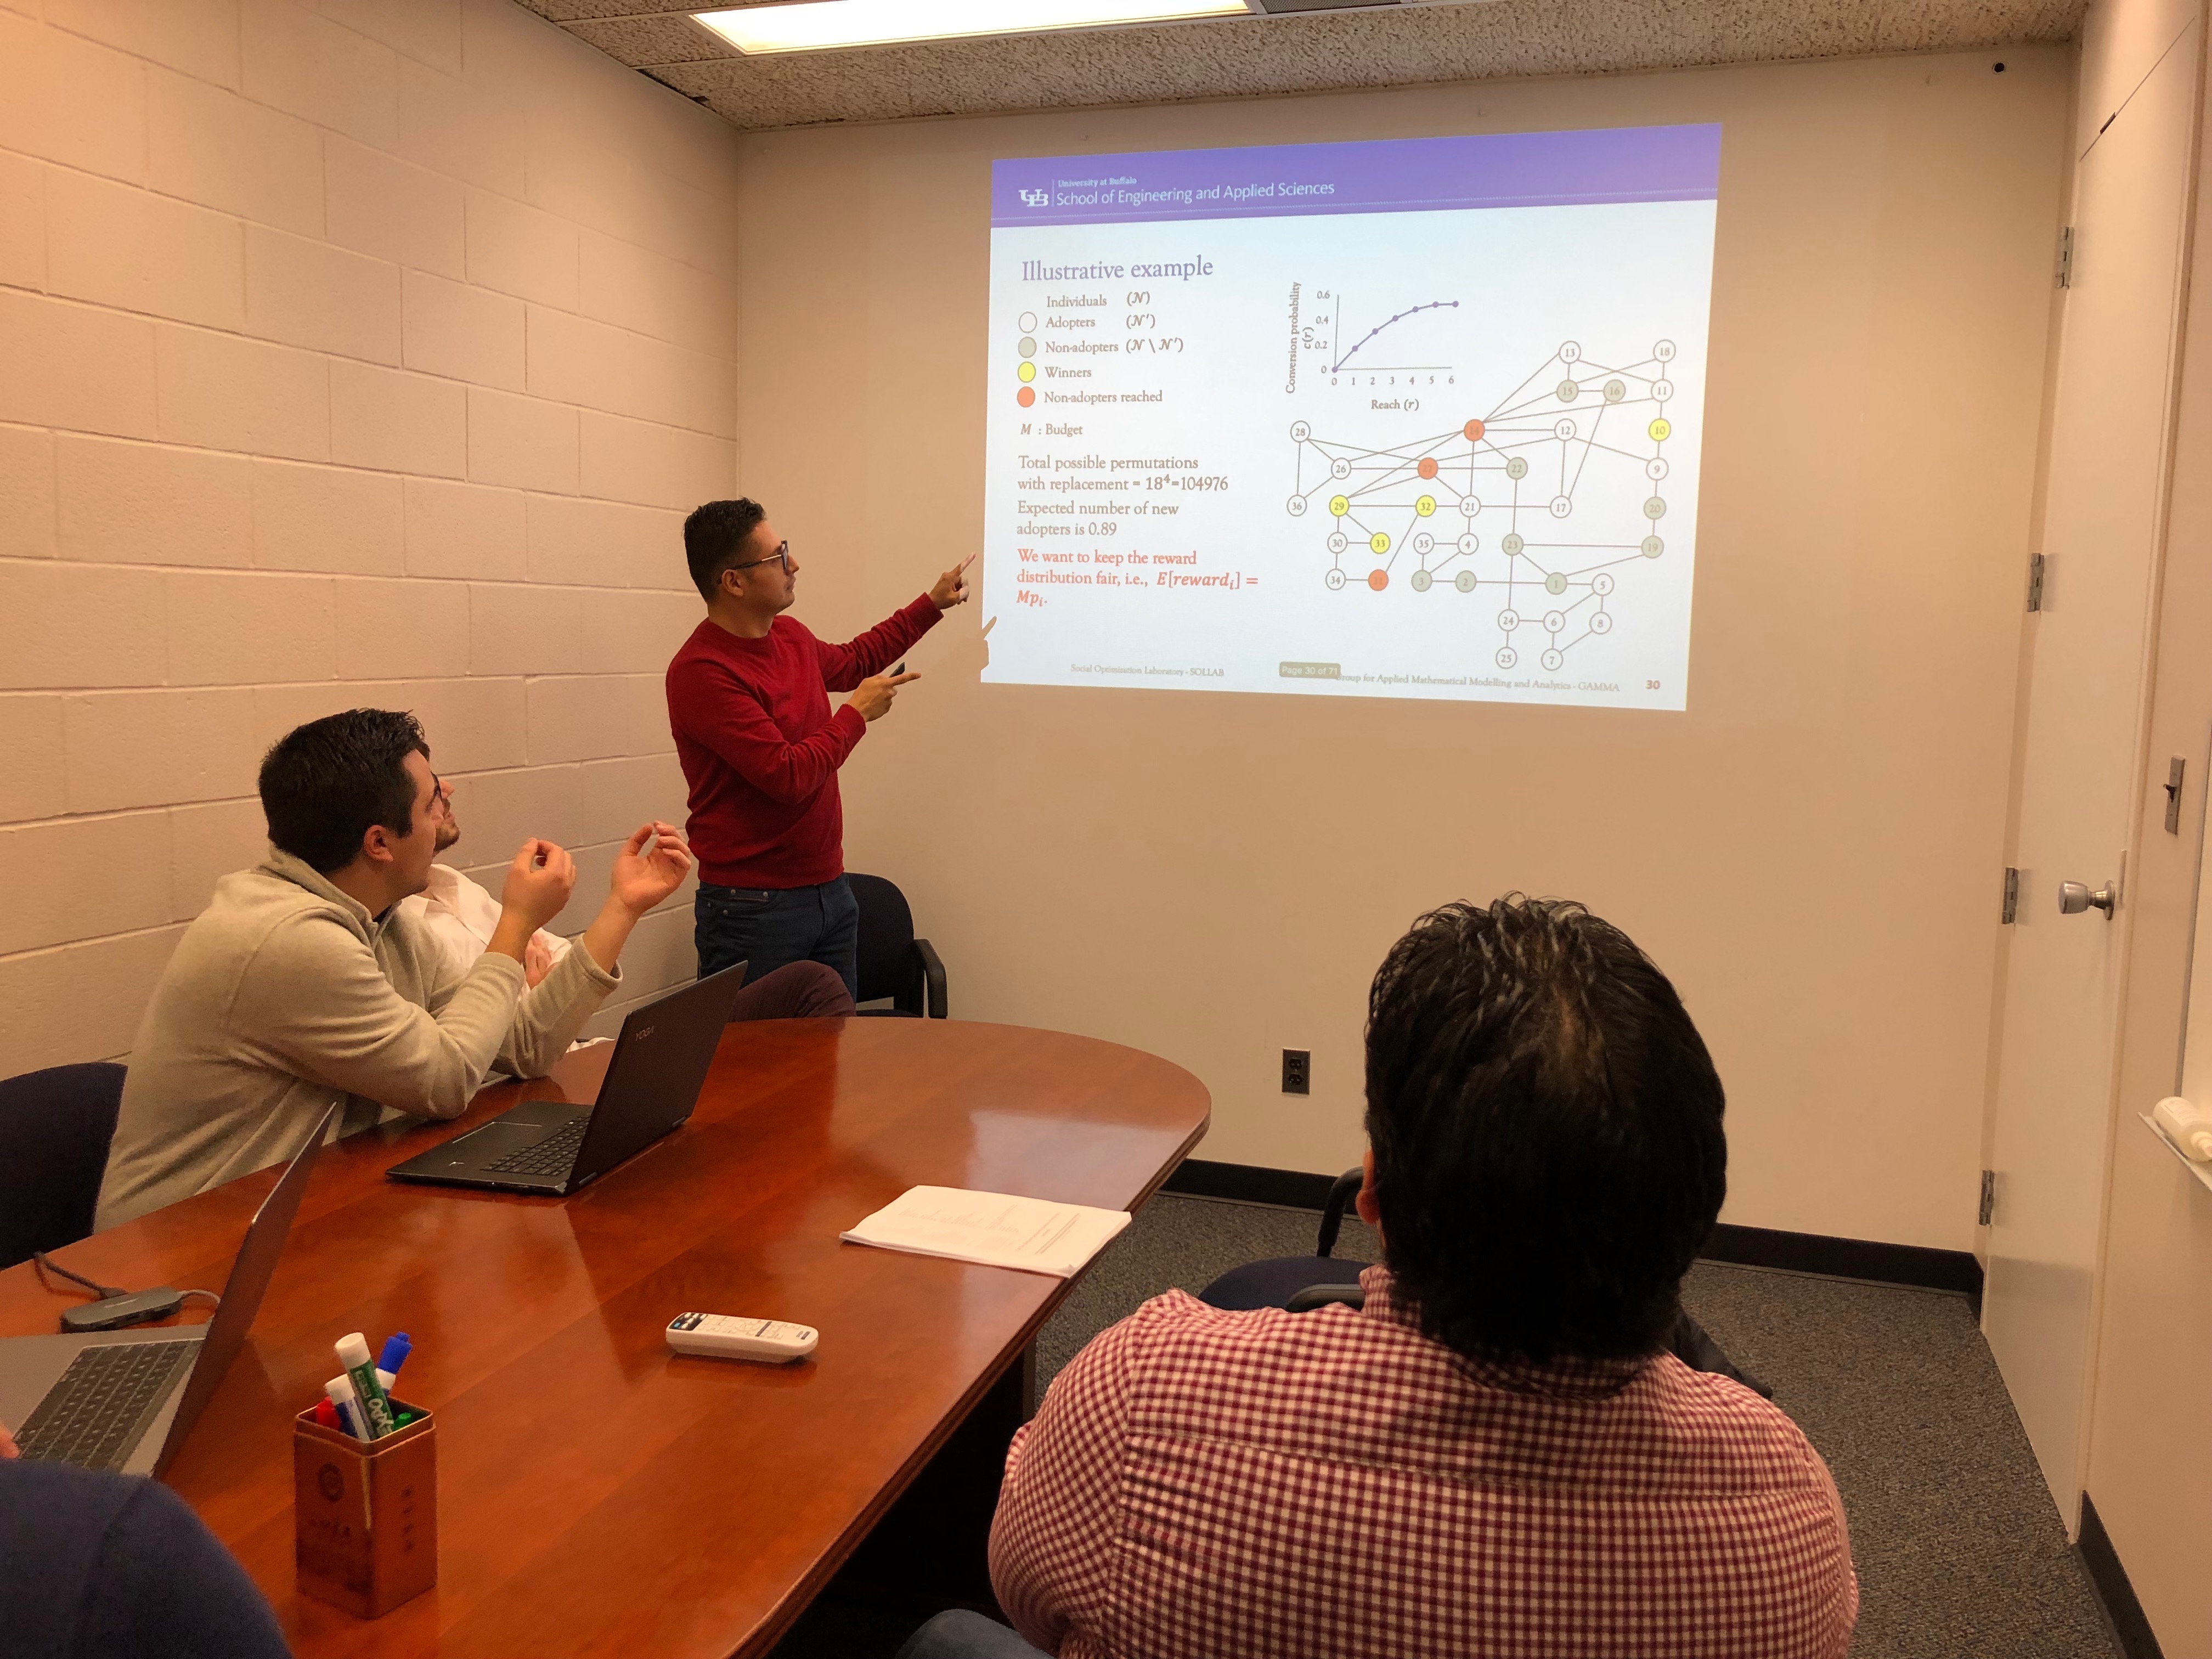 University at Buffalo
UB School of Engineering and Applied Sciences
Illustrative example
Individuals (𝒩)
Adopters (𝒩′)
Non-adopters (𝒩 \ 𝒩′)
Winners
Non-adopters reached
M : Budget
Total possible permutations
with replacement = 18⁴=104976
Expected number of new
adopters is 0.89
We want to keep the reward
distribution fair, i.e., E[rewardᵢ] =
Mpᵢ.
Conversion probability
c(r)
0.6
0.4
0.2
0
0 1 2 3 4 5 6
Reach (r)
13 18
15 16 11
28 14 12 10
26 27 22 9
36 29 32 21 17 20
30 33 35 4 23 19
34 31 3 2 1 5
24 6 8
25 7
Social Optimization Laboratory - SOLLAB
Page 30 of 71
Group for Applied Mathematical Modelling and Analytics - GAMMA
30
YOGA
EXPO